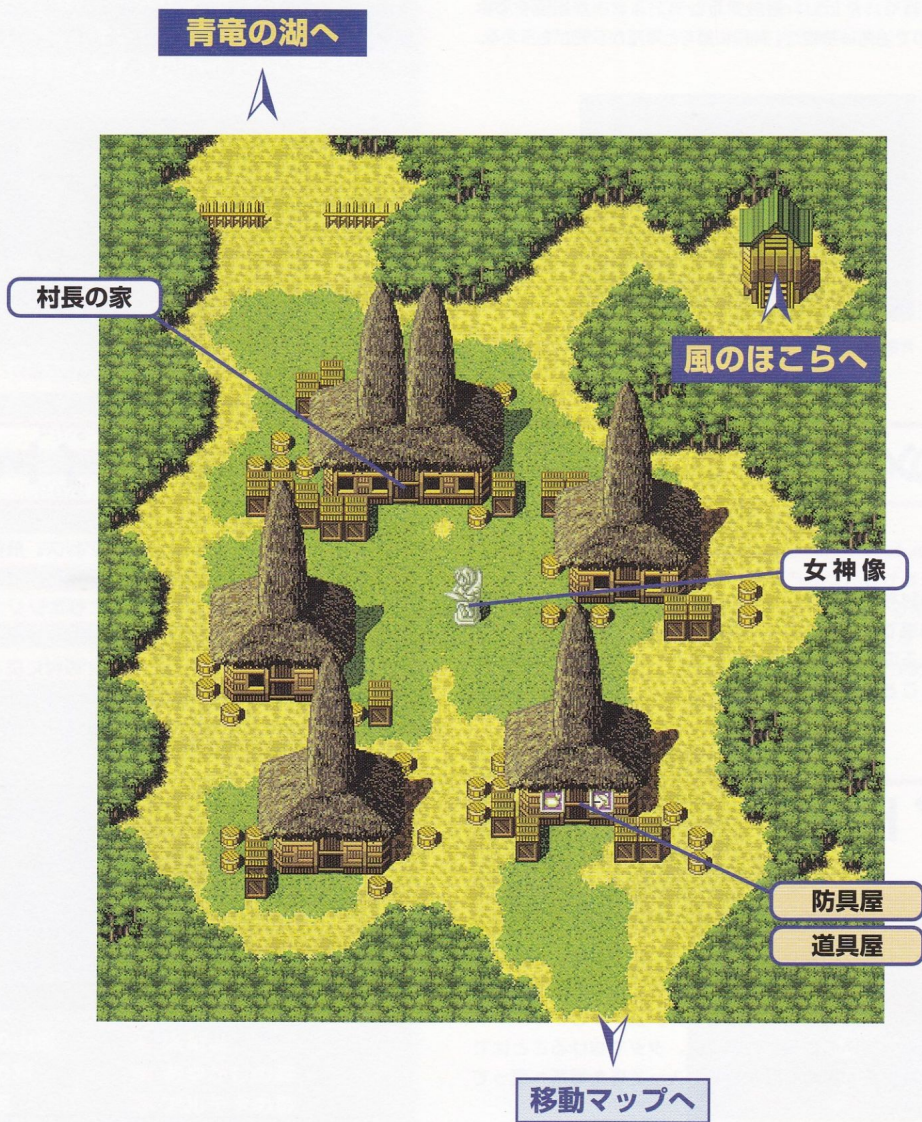 青竜の湖へ
村長の家
風のほこらへ
女神像
防具屋
道具屋
移動マップへ